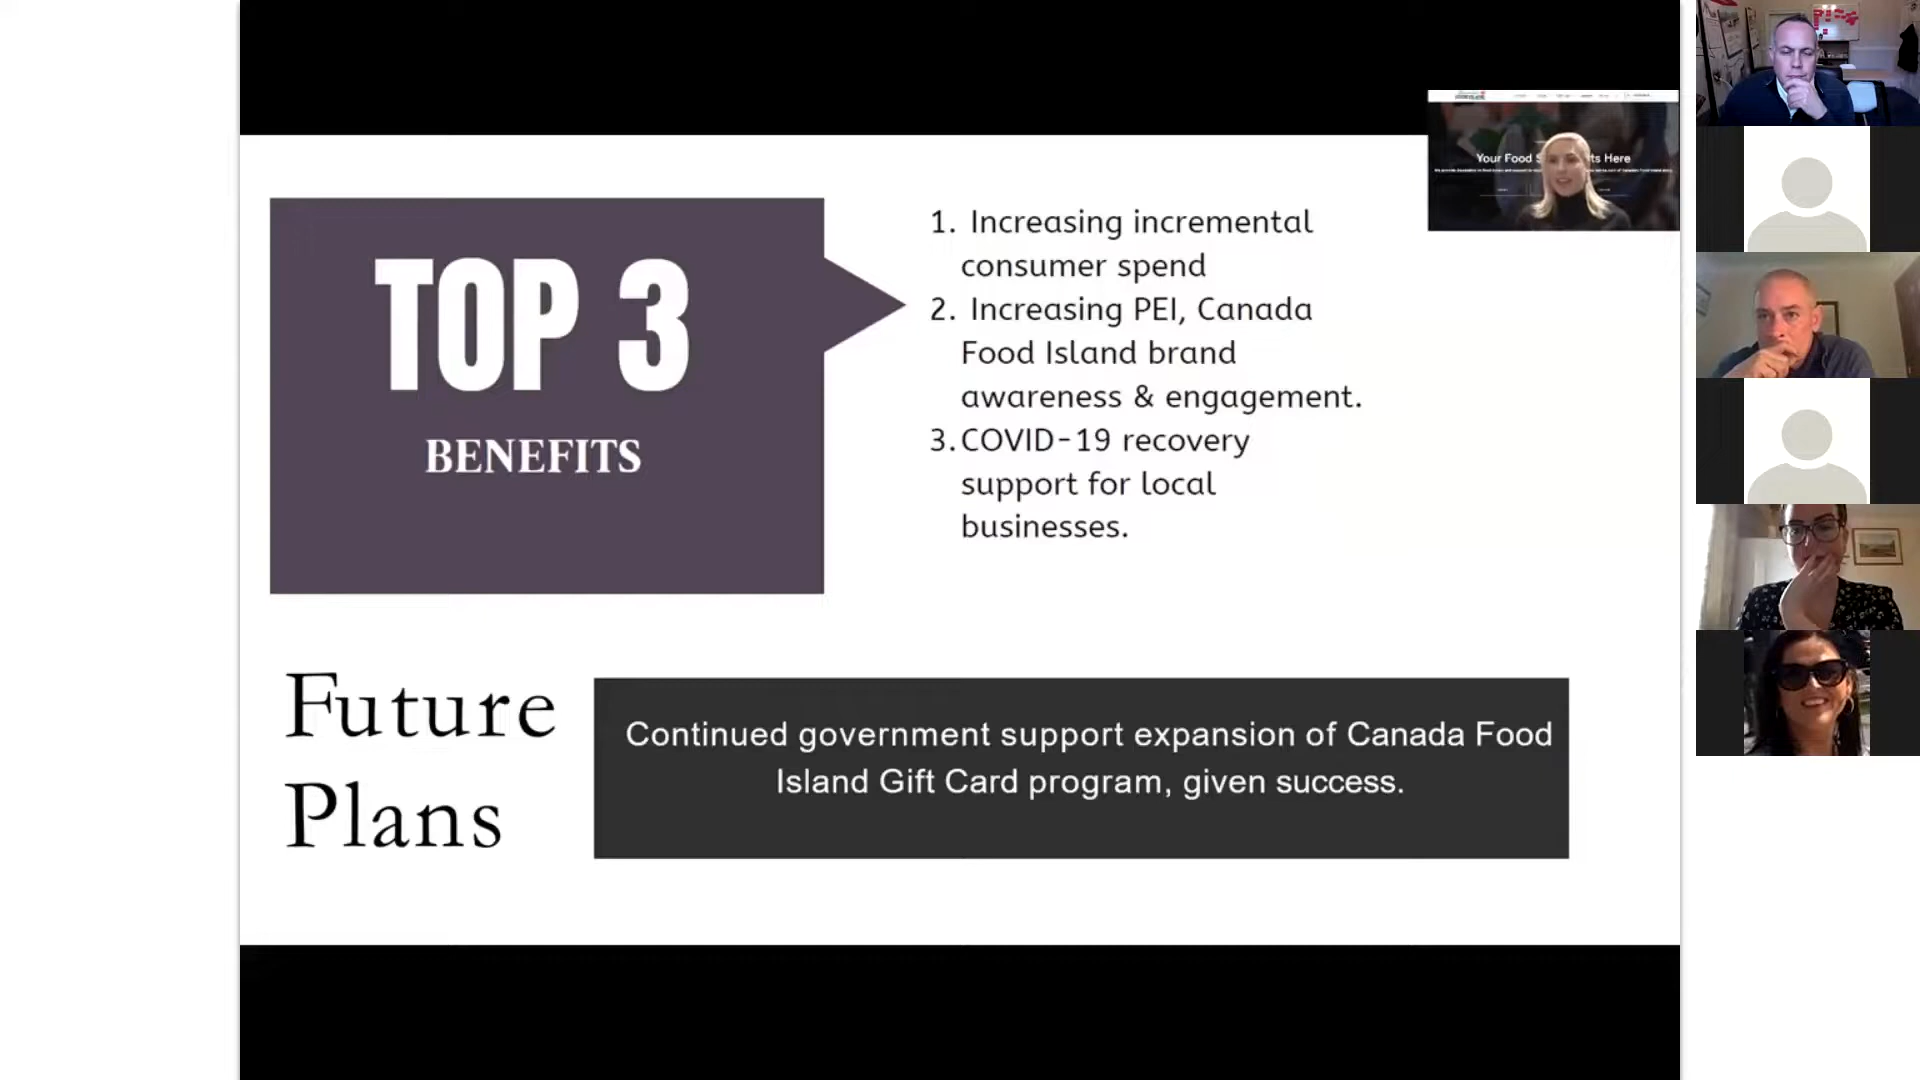 TOP 3
BENEFITS
1. Increasing incremental
consumer spend
2. Increasing PEI, Canada
Food Island brand
awareness & engagement.
3. COVID-19 recovery
support for local
businesses.
Your Food S
ts Here
Future
Plans
Continued government support expansion of Canada Food
Island Gift Card program, given success.